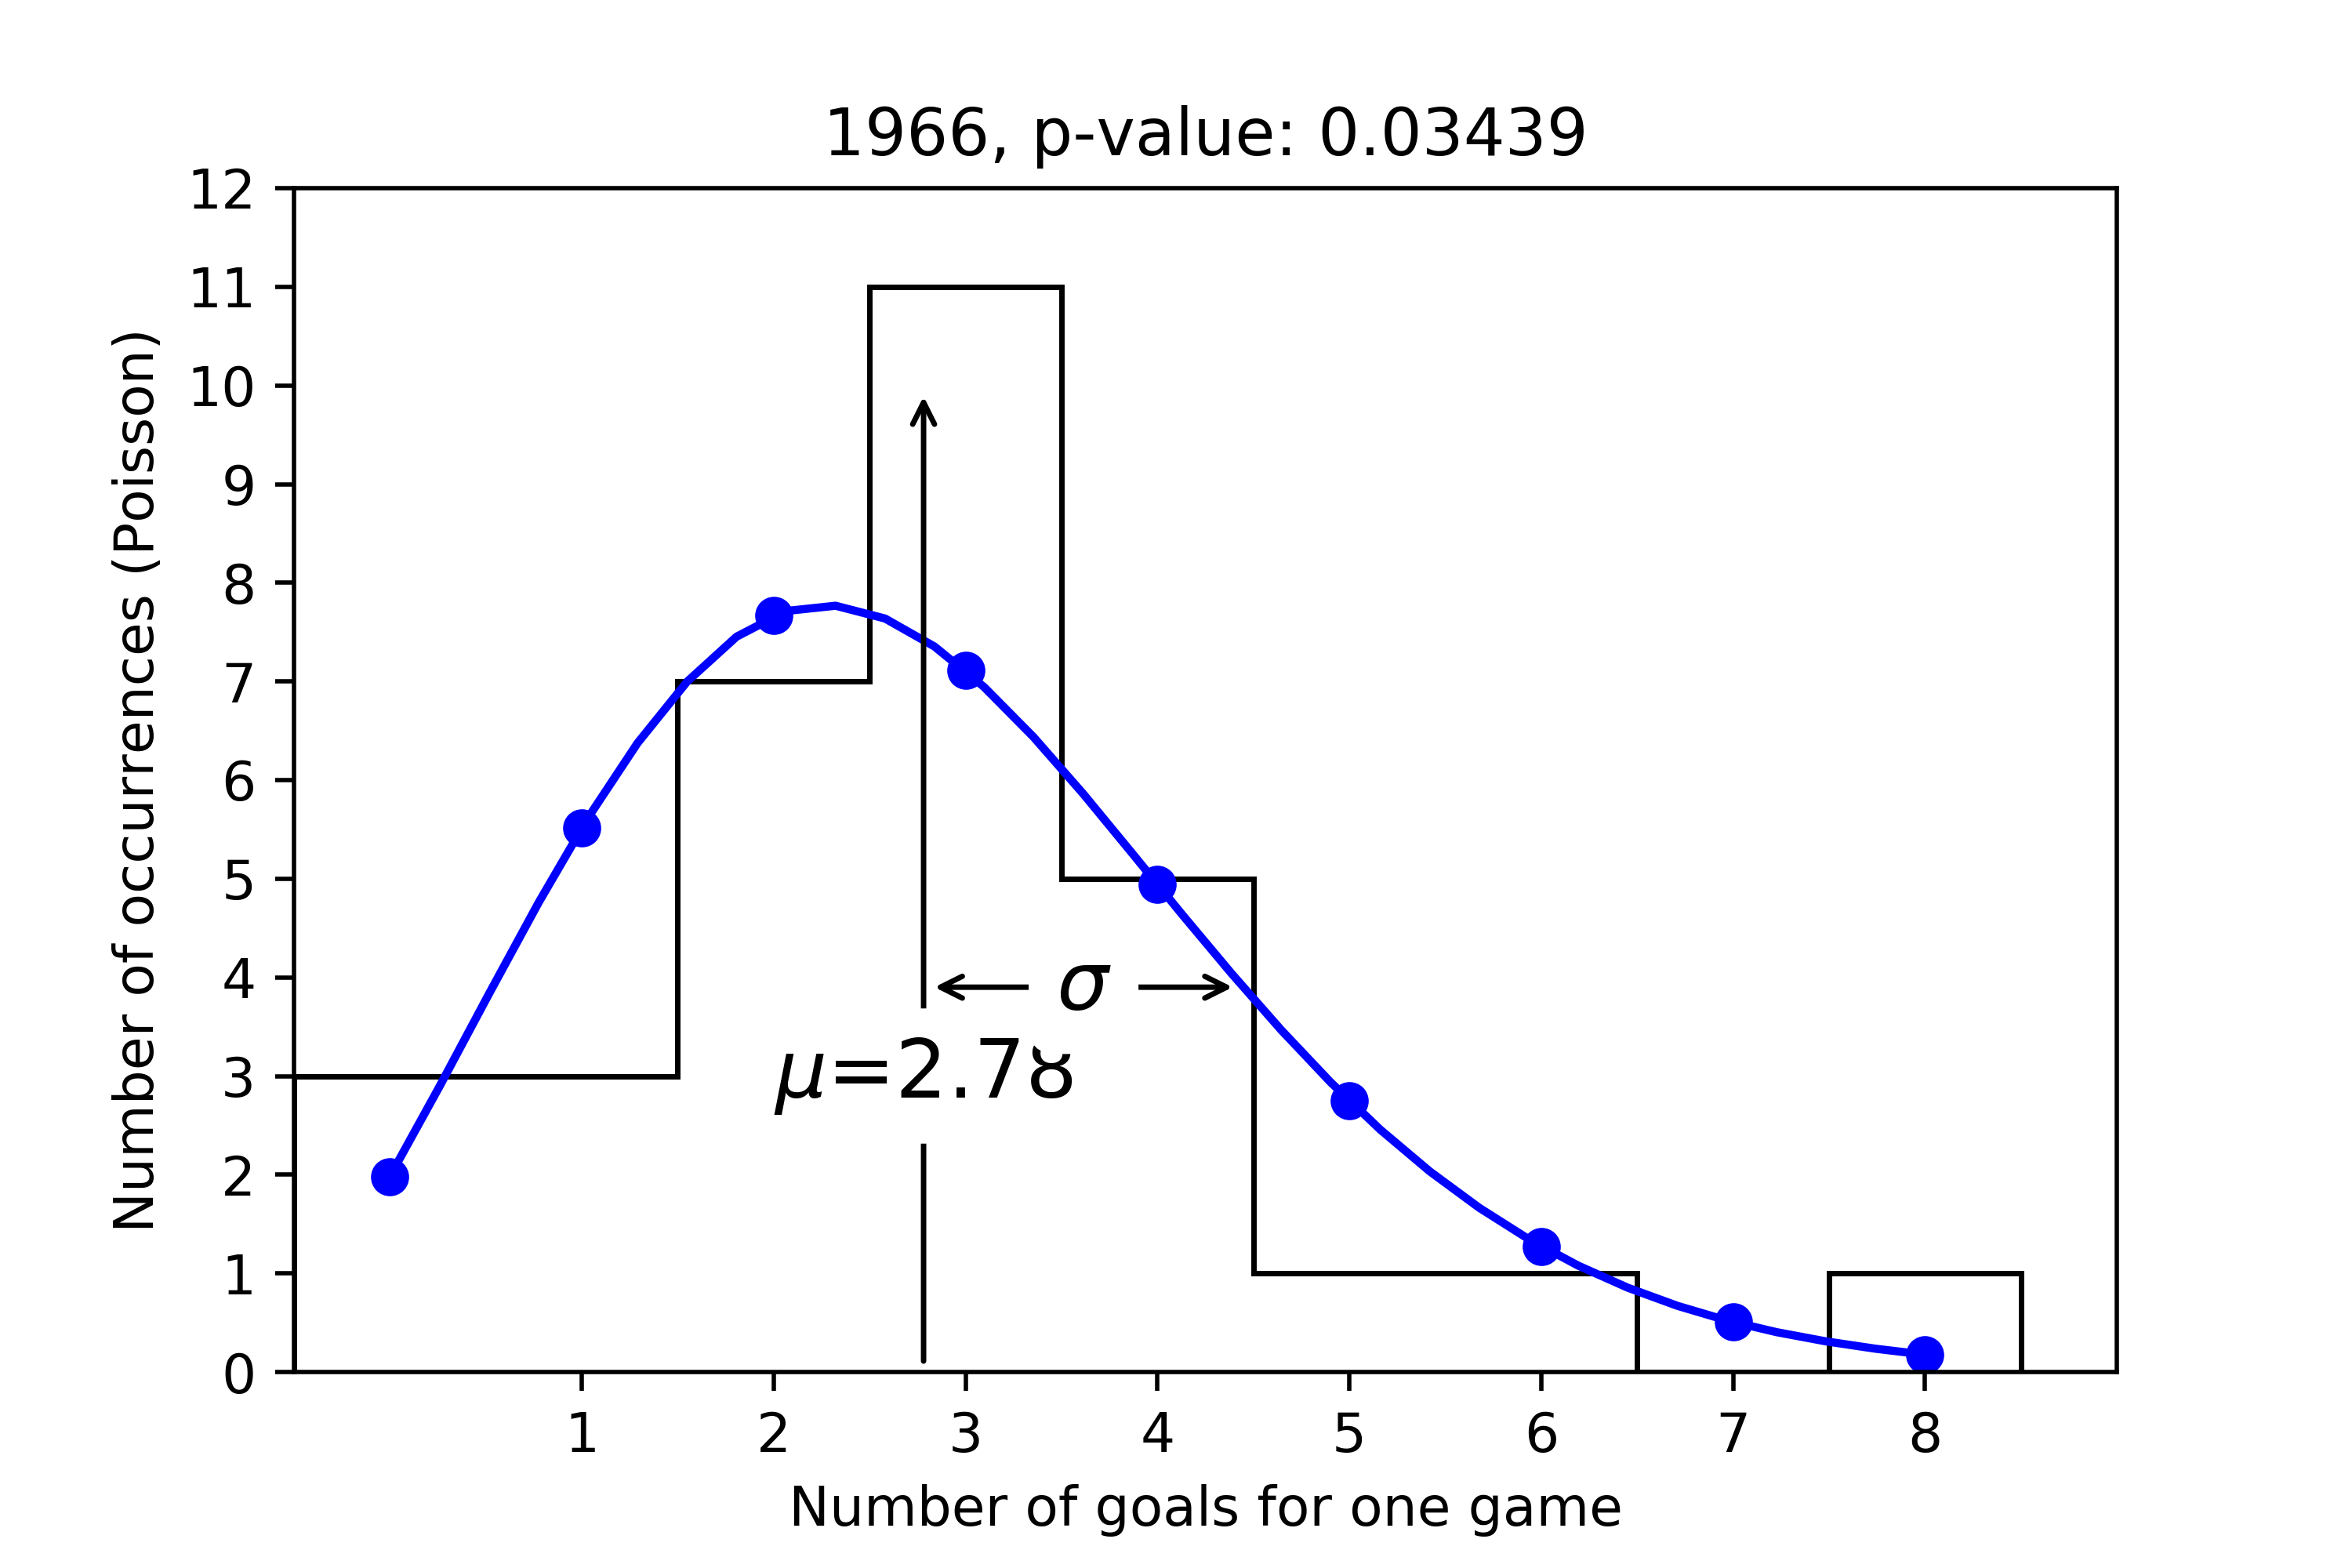 1966, p-value: 0.03439
Number of occurrences (Poisson)
12
11
10
9
8
7
6
5
4
3
2
1
0
σ
μ=2.78
1 2 3 4 5 6 7 8
Number of goals for one game